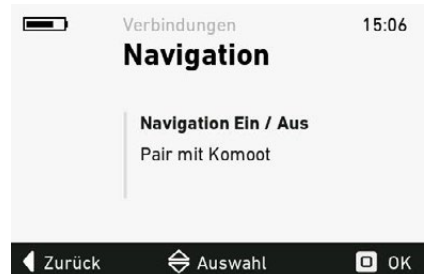 Verbindungen 15:06
Navigation
Navigation Ein / Aus
Pair mit Komoot
Zurück Auswahl OK